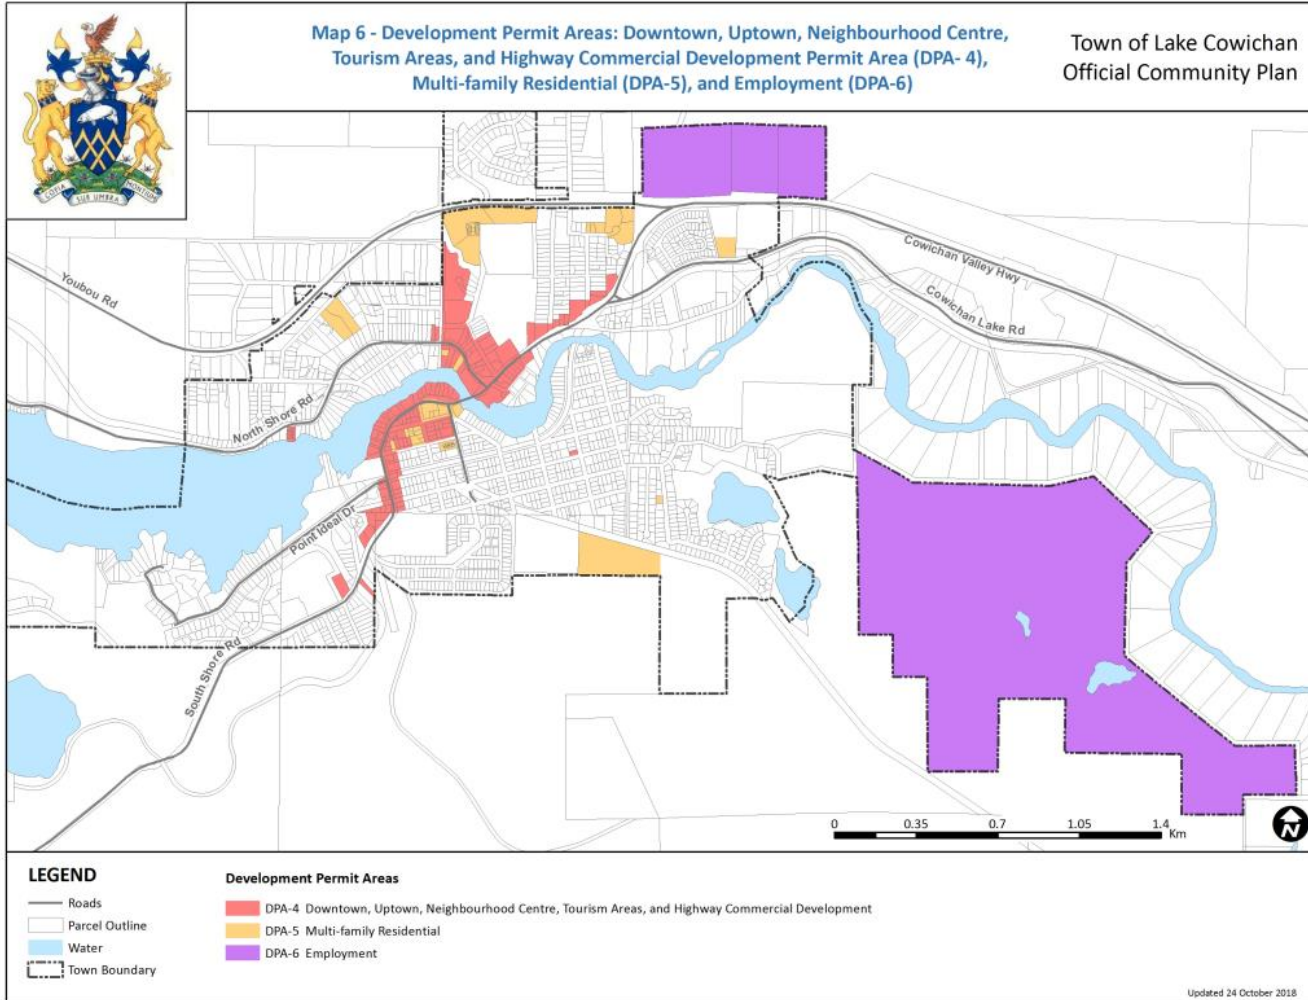 Map 6 - Development Permit Areas: Downtown, Uptown, Neighbourhood Centre,
Tourism Areas, and Highway Commercial Development Permit Area (DPA- 4),
Multi-family Residential (DPA-5), and Employment (DPA-6)
Town of Lake Cowichan
Official Community Plan
COPIA
SUB UMBRA
MONTIUM
Youbou Rd
Cowichan Valley Hwy
Cowichan Lake Rd
North Shore Rd
Point Ideal Dr
South Shore Rd
0 0.35 0.7 1.05 1.4
Km
N
LEGEND
Roads
Parcel Outline
Water
Town Boundary
Development Permit Areas
DPA-4 Downtown, Uptown, Neighbourhood Centre, Tourism Areas, and Highway Commercial Development
DPA-5 Multi-family Residential
DPA-6 Employment
Updated 24 October 2018